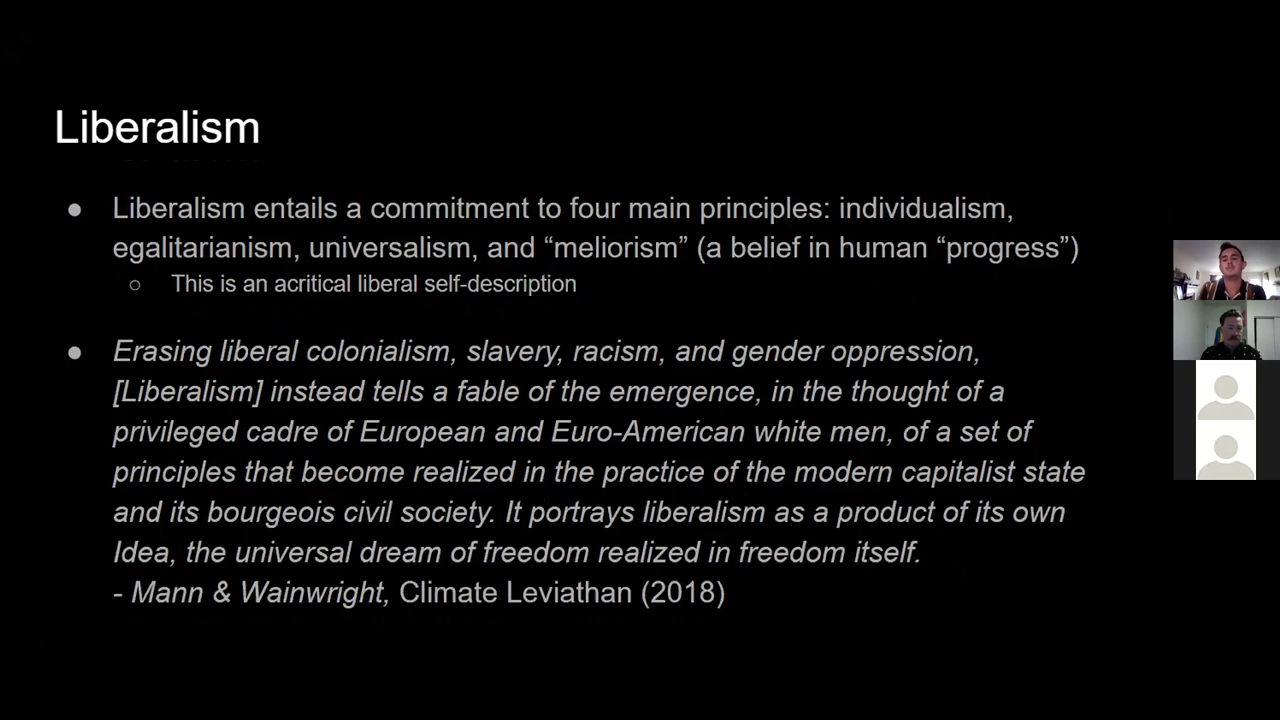 Liberalism
● Liberalism entails a commitment to four main principles: individualism,
egalitarianism, universalism, and “meliorism” (a belief in human “progress”)
○ This is an acritical liberal self-description
● Erasing liberal colonialism, slavery, racism, and gender oppression,
[Liberalism] instead tells a fable of the emergence, in the thought of a
privileged cadre of European and Euro-American white men, of a set of
principles that become realized in the practice of the modern capitalist state
and its bourgeois civil society. It portrays liberalism as a product of its own
Idea, the universal dream of freedom realized in freedom itself.
- Mann & Wainwright, Climate Leviathan (2018)